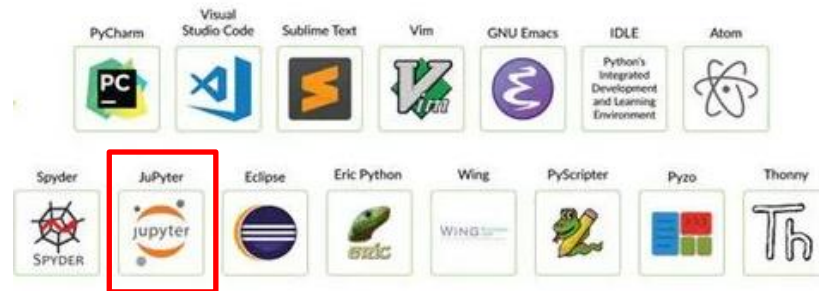 PyCharm
Visual
Studio Code
Sublime Text
Vim
GNU Emacs
IDLE
Atom
PC
Vim
Python's
Integrated
Development
and Learning
Environment
Spyder
JuPyter
Eclipse
Eric Python
Wing
PyScripter
Pyzo
Thonny
SPYDER
jupyter
eric
WING
Th